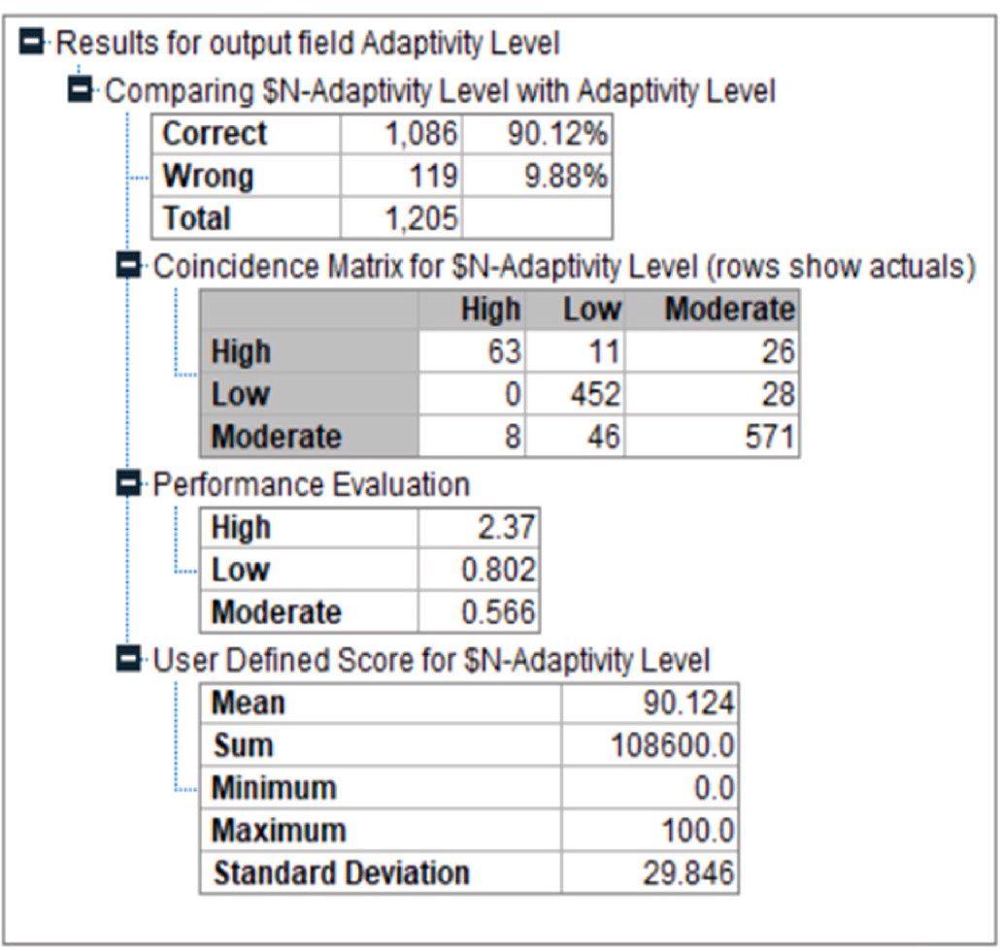 Results for output field Adaptivity Level
Comparing $N-Adaptivity Level with Adaptivity Level
Correct 1,086 90.12%
Wrong 119 9.88%
Total 1,205
Coincidence Matrix for $N-Adaptivity Level (rows show actuals)
High Low Moderate
High 63 11 26
Low 0 452 28
Moderate 8 46 571
Performance Evaluation
High 2.37
Low 0.802
Moderate 0.566
User Defined Score for $N-Adaptivity Level
Mean 90.124
Sum 108600.0
Minimum 0.0
Maximum 100.0
Standard Deviation 29.846